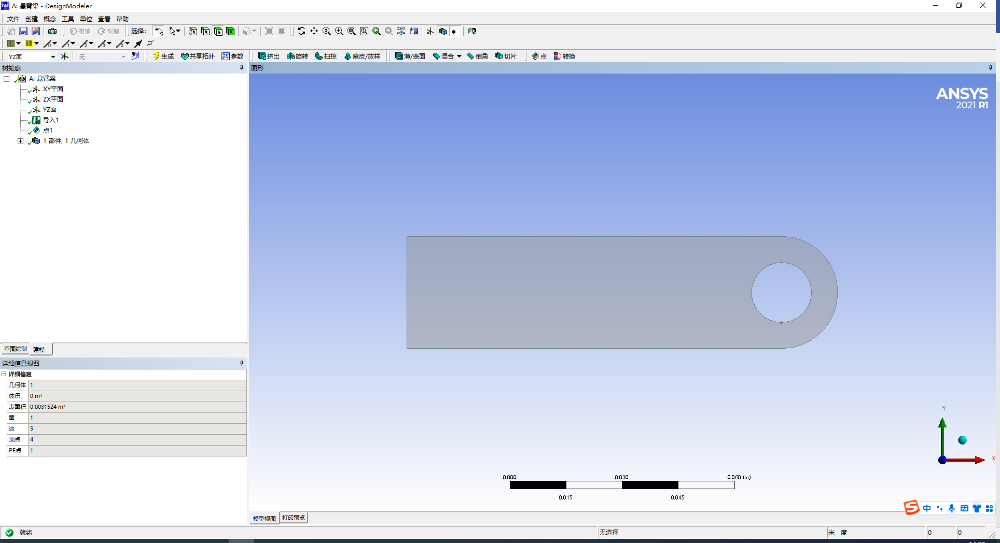 A: 悬臂梁 - DesignModeler
文件 创建 概念 工具 单位 查看 帮助
撤销 恢复 选择: ISO
0 1 2 3 X
YZ面 无 生成 共享拓扑 参数 挤出 旋转 扫掠 蒙皮/放样 薄/表面 混合 倒角 切片 点 转换
树轮廓
A: 悬臂梁
XY平面
ZX平面
YZ面
导入1
点1
1 部件, 1 几何体
草图绘制 建模
详细信息视图
详细信息
几何体 1
体积 0 m³
表面积 0.0031524 m²
面 1
边 5
顶点 4
PF点 1
图形
ANSYS
2021 R1
Y
X
0.000 0.030 0.060 (m)
0.015 0.045
模型视图 打印预览
S 中
就绪 无选择 米 度 0 0